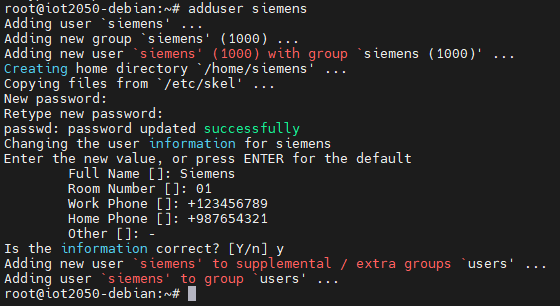 root@iot2050-debian:~# adduser siemens
Adding user `siemens' ...
Adding new group `siemens' (1000) ...
Adding new user `siemens' (1000) with group `siemens (1000)' ...
Creating home directory `/home/siemens' ...
Copying files from `/etc/skel' ...
New password:
Retype new password:
passwd: password updated successfully
Changing the user information for siemens
Enter the new value, or press ENTER for the default
Full Name []: Siemens
Room Number []: 01
Work Phone []: +123456789
Home Phone []: +987654321
Other []: -
Is the information correct? [Y/n] y
Adding new user `siemens' to supplemental / extra groups `users' ...
Adding user `siemens' to group `users' ...
root@iot2050-debian:~#